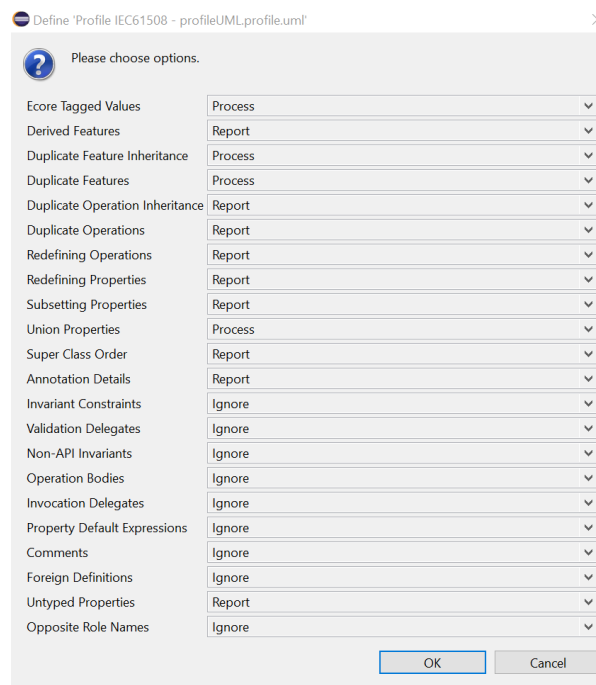 Define 'Profile IEC61508 - profileUML.profile.uml'
Please choose options.
Ecore Tagged Values Process
Derived Features Report
Duplicate Feature Inheritance Process
Duplicate Features Process
Duplicate Operation Inheritance Report
Duplicate Operations Report
Redefining Operations Report
Redefining Properties Report
Subsetting Properties Report
Union Properties Process
Super Class Order Report
Annotation Details Report
Invariant Constraints Ignore
Validation Delegates Ignore
Non-API Invariants Ignore
Operation Bodies Ignore
Invocation Delegates Ignore
Property Default Expressions Ignore
Comments Ignore
Foreign Definitions Ignore
Untyped Properties Report
Opposite Role Names Ignore
OK Cancel